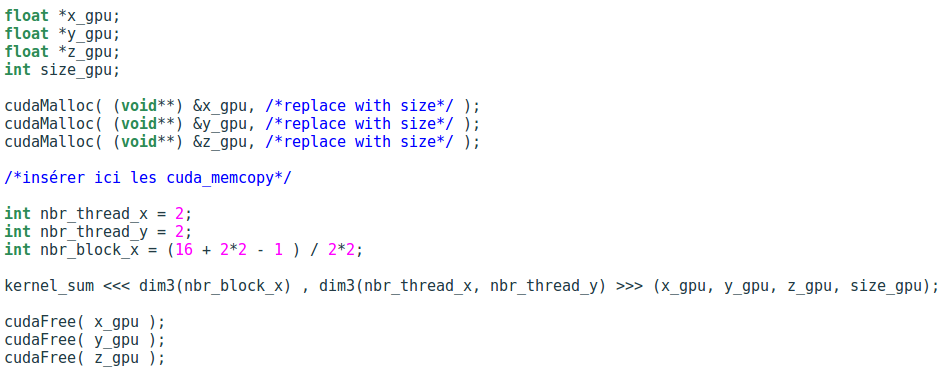 float *x_gpu;
float *y_gpu;
float *z_gpu;
int size_gpu;
cudaMalloc( (void**) &x_gpu, /*replace with size*/ );
cudaMalloc( (void**) &y_gpu, /*replace with size*/ );
cudaMalloc( (void**) &z_gpu, /*replace with size*/ );
/*insérer ici les cuda_memcopy*/
int nbr_thread_x = 2;
int nbr_thread_y = 2;
int nbr_block_x = (16 + 2*2 - 1 ) / 2*2;
kernel_sum <<< dim3(nbr_block_x) , dim3(nbr_thread_x, nbr_thread_y) >>> (x_gpu, y_gpu, z_gpu, size_gpu);
cudaFree( x_gpu );
cudaFree( y_gpu );
cudaFree( z_gpu );